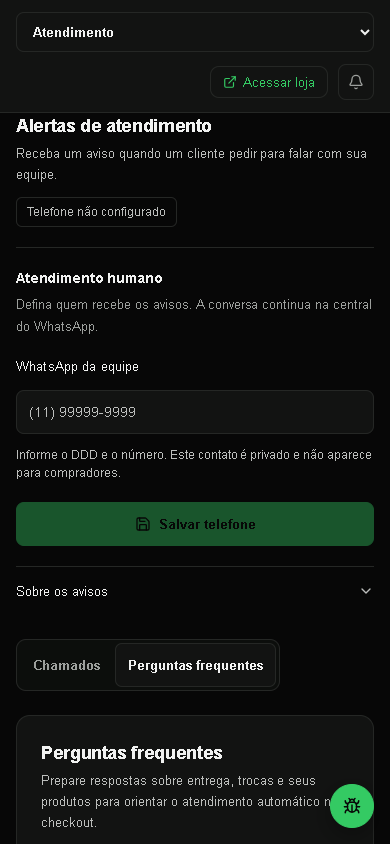 Atendimento
Acessar loja
Alertas de atendimento
Receba um aviso quando um cliente pedir para falar com sua
equipe.
Telefone não configurado
Atendimento humano
Defina quem recebe os avisos. A conversa continua na central
do WhatsApp.
WhatsApp da equipe
(11) 99999-9999
Informe o DDD e o número. Este contato é privado e não aparece
para compradores.
Salvar telefone
Sobre os avisos
Chamados
Perguntas frequentes
Perguntas frequentes
Prepare respostas sobre entrega, trocas e seus
produtos para orientar o atendimento automático
checkout.